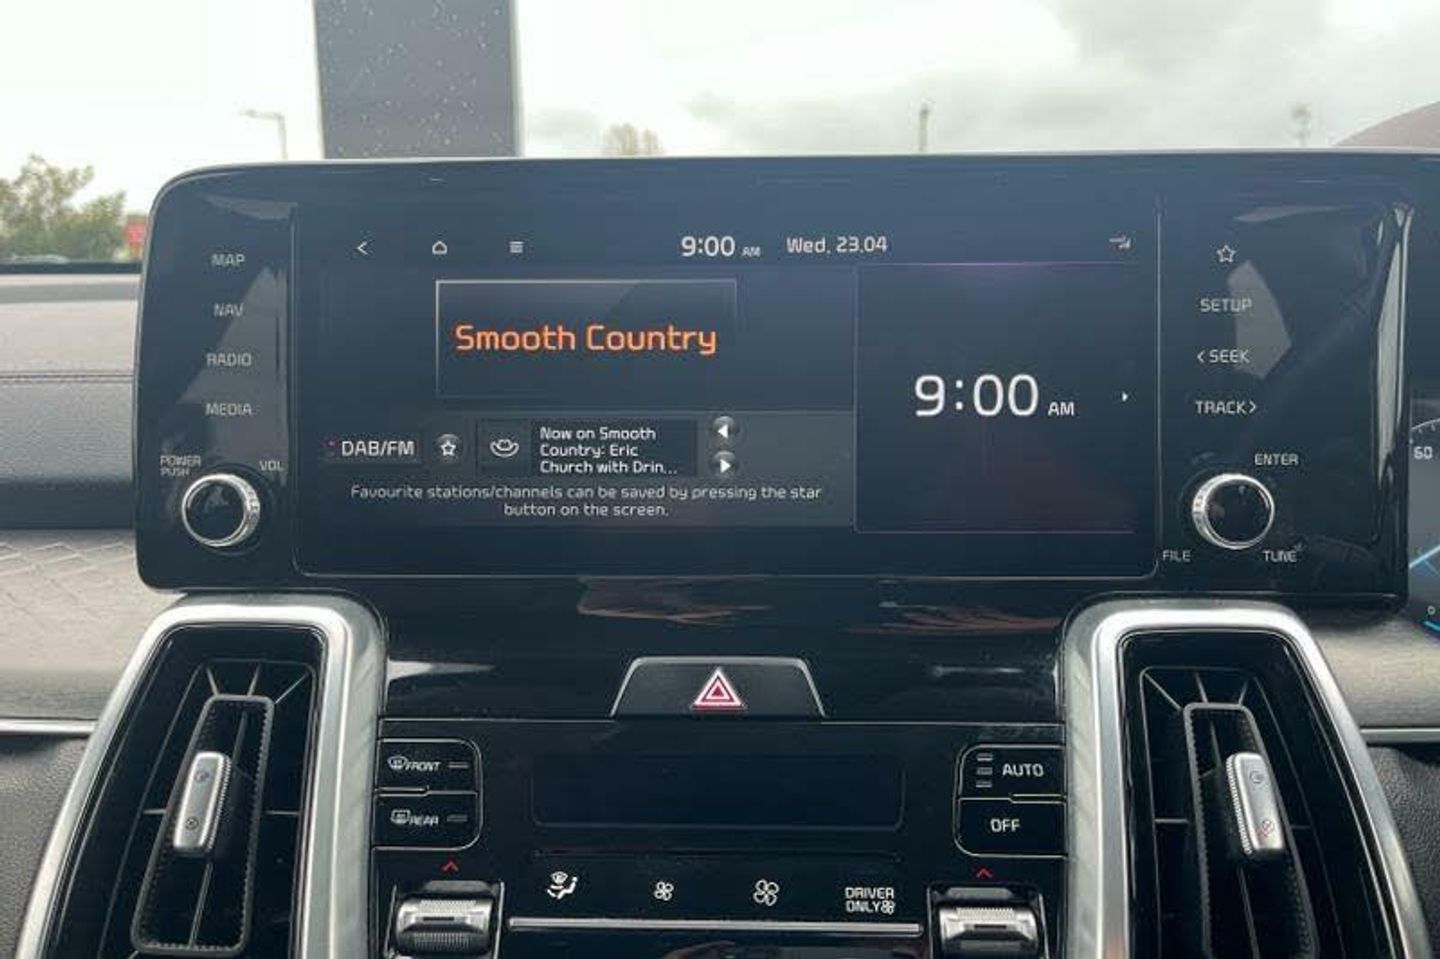 9:00 AM Wed, 23.04
MAP
NAV
RADIO
MEDIA
POWER
PUSH
VOL
Smooth Country
DAB/FM
Now on Smooth
Country: Eric
Church with Drin...
Favourite stations/channels can be saved by pressing the star
button on the screen.
9:00 AM
SETUP
< SEEK
TRACK >
ENTER
FILE
TUNE
60
0
FRONT
REAR
AUTO
OFF
DRIVER
ONLY